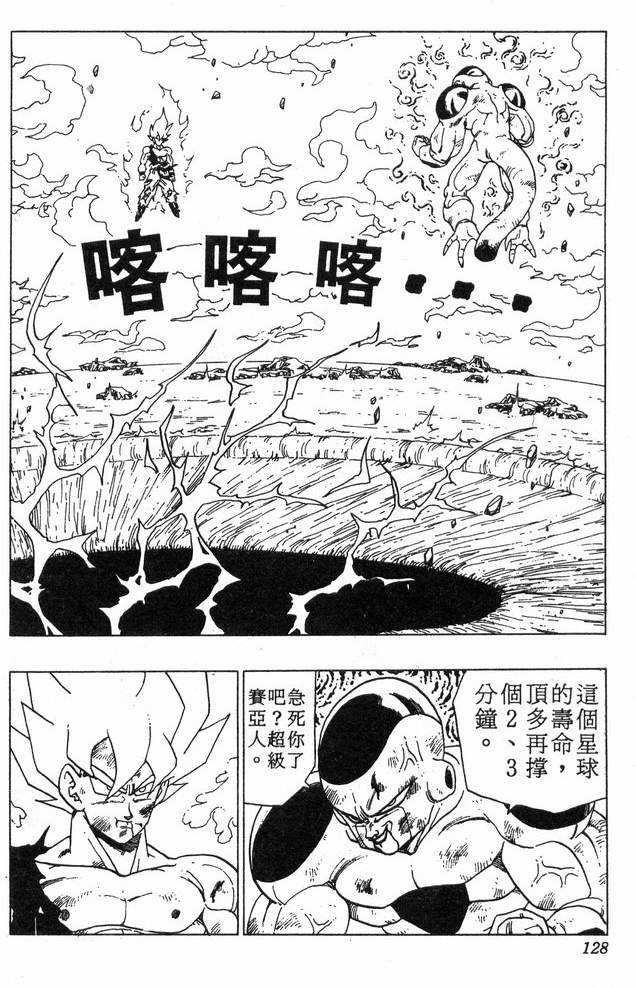 喀喀喀...
這個星球
的壽命，
頂多再撐
個2、3
分鐘。
急死你了
吧？超級
賽亞人。
128